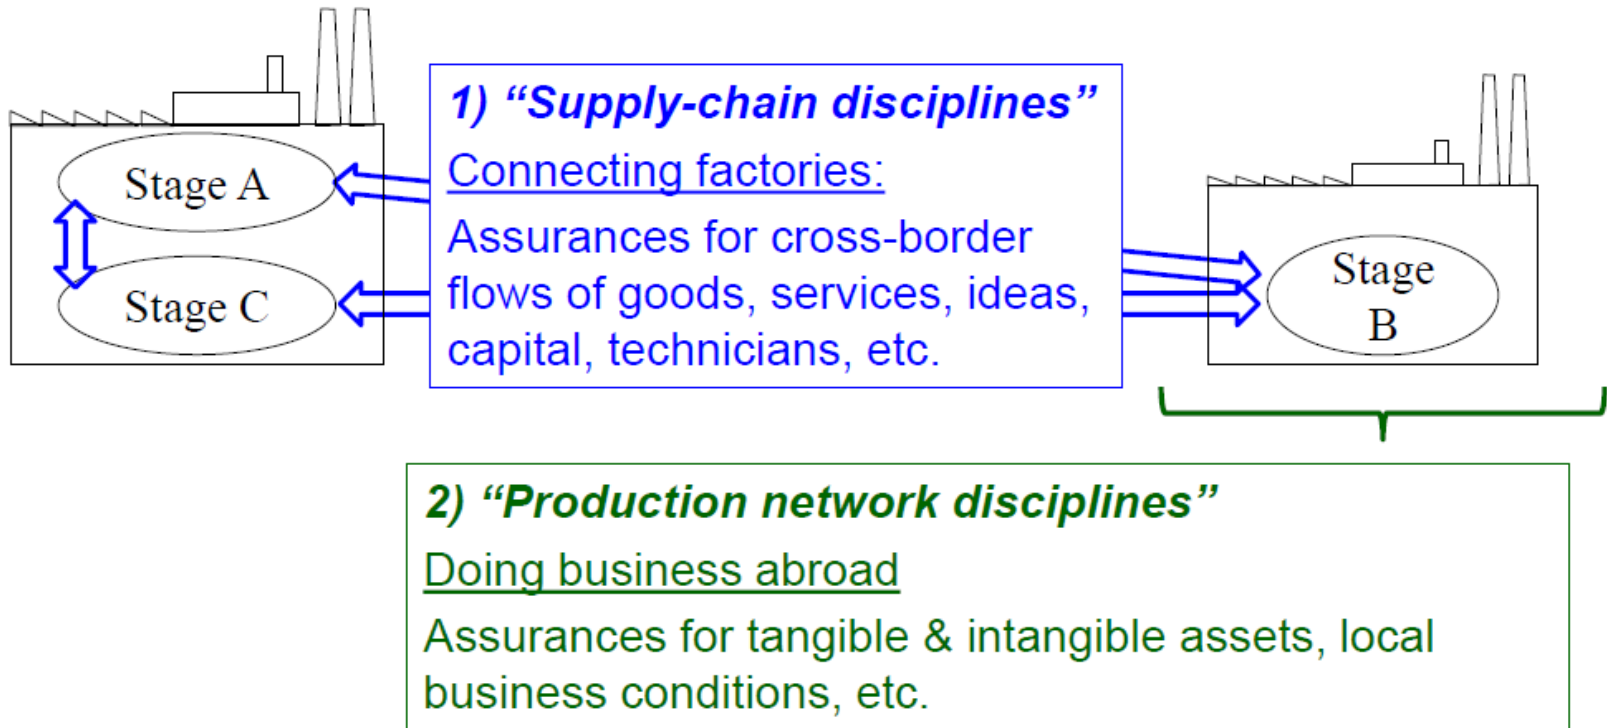 Stage A
Stage C
1) “Supply-chain disciplines”
Connecting factories:
Assurances for cross-border
flows of goods, services, ideas,
capital, technicians, etc.
Stage
B
2) “Production network disciplines”
Doing business abroad
Assurances for tangible & intangible assets, local
business conditions, etc.